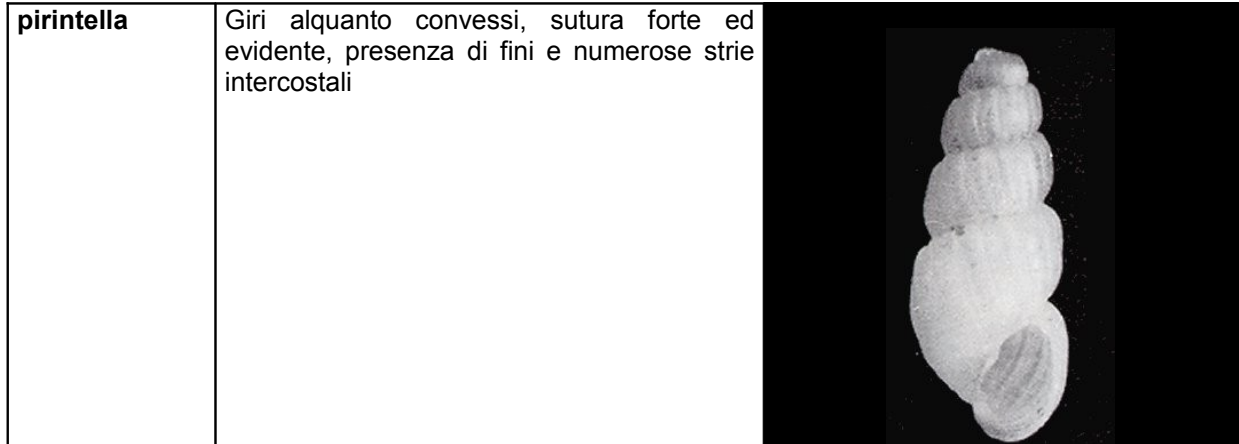 pirintella
Giri alquanto convessi, sutura forte ed
evidente, presenza di fini e numerose strie
intercostali